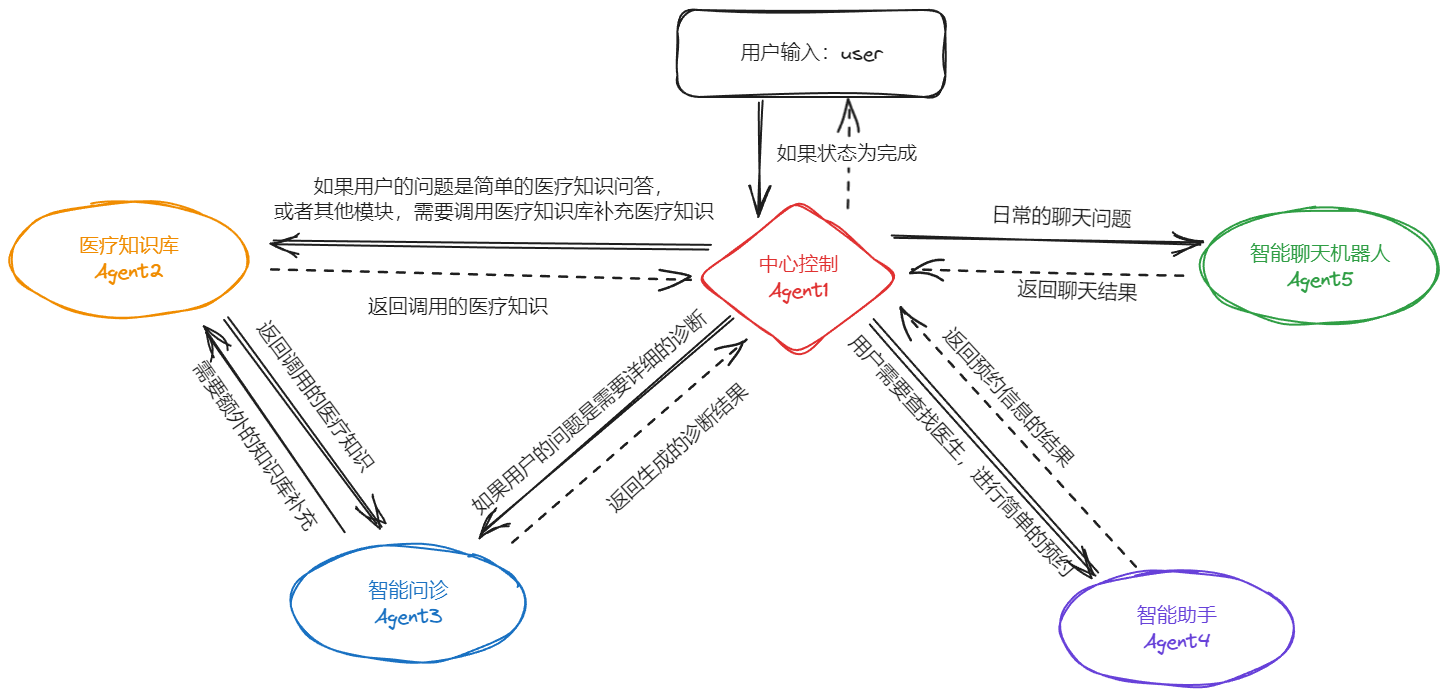 用户输入：user
如果状态为完成
如果用户的问题是简单的医疗知识问答，
或者其他模块，需要调用医疗知识库补充医疗知识
日常的聊天问题
医疗知识库
Agent2
中心控制
Agent1
智能聊天机器人
Agent5
返回调用的医疗知识
返回聊天结果
返回调用的医疗知识
需要额外的知识库补充
如果用户的问题是需要详细的诊断
返回生成的诊断结果
用户需要查找医生，进行简单的预约
返回预约信息的结果
智能问诊
Agent3
智能助手
Agent4